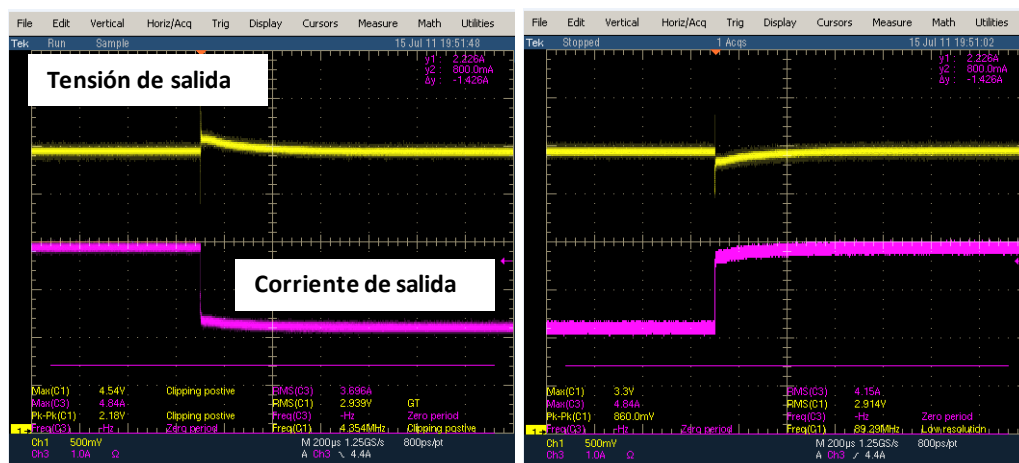 File Edit Vertical Horiz/Acq Trig Display Cursors Measure Math Utilities
Tek Run Sample 15 Jul 11 19:51:48
y1: 2.226A
y2: 800.0mA
Δy: -1.426A
Tensión de salida
Corriente de salida
Max(C1) 4.54V Clipping postive RMS(C3) 3.696A
Max(C3) 4.84A RMS(C1) 2.939V GT
Pk-Pk(C1) 2.18V Clipping postive Freq(C3) -Hz Zero period
Freq(C3) -Hz Zero period Freq(C1) 4.354MHz Clipping postive
Ch1 500mV M 200µs 1.25GS/s 800ps/pt
Ch3 1.0A Ω A Ch3 \ 4.4A
File Edit Vertical Horiz/Acq Trig Display Cursors Measure Math Utilities
Tek Stopped 1 Acqs 15 Jul 11 19:51:02
y1: 2.226A
y2: 800.0mA
Δy: -1.426A
Max(C1) 3.3V RMS(C3) 4.15A
Max(C3) 4.84A RMS(C1) 2.914V
Pk-Pk(C1) 860.0mV Freq(C3) -Hz Zero period
Freq(C3) -Hz Zero period Freq(C1) 89.29MHz Low resolution
Ch1 500mV M 200µs 1.25GS/s 800ps/pt
Ch3 1.0A Ω A Ch3 / 4.4A